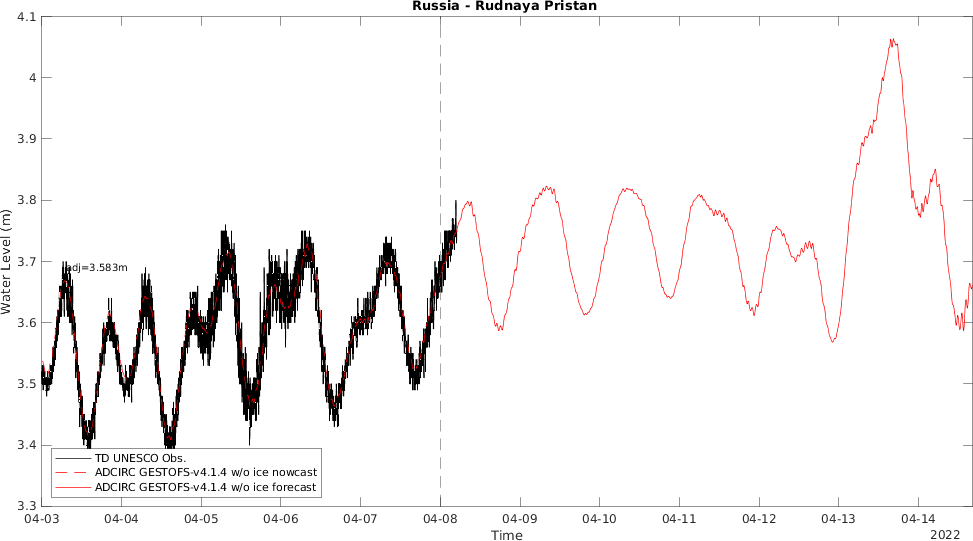 Russia - Rudnaya Pristan
4.1
4
3.9
3.8
3.7
3.6
3.5
3.4
3.3
Water Level (m)
adj=3.583m
TD UNESCO Obs.
ADCIRC GESTOFS-v4.1.4 w/o ice nowcast
ADCIRC GESTOFS-v4.1.4 w/o ice forecast
04-03 04-04 04-05 04-06 04-07 04-08 04-09 04-10 04-11 04-12 04-13 04-14
2022
Time